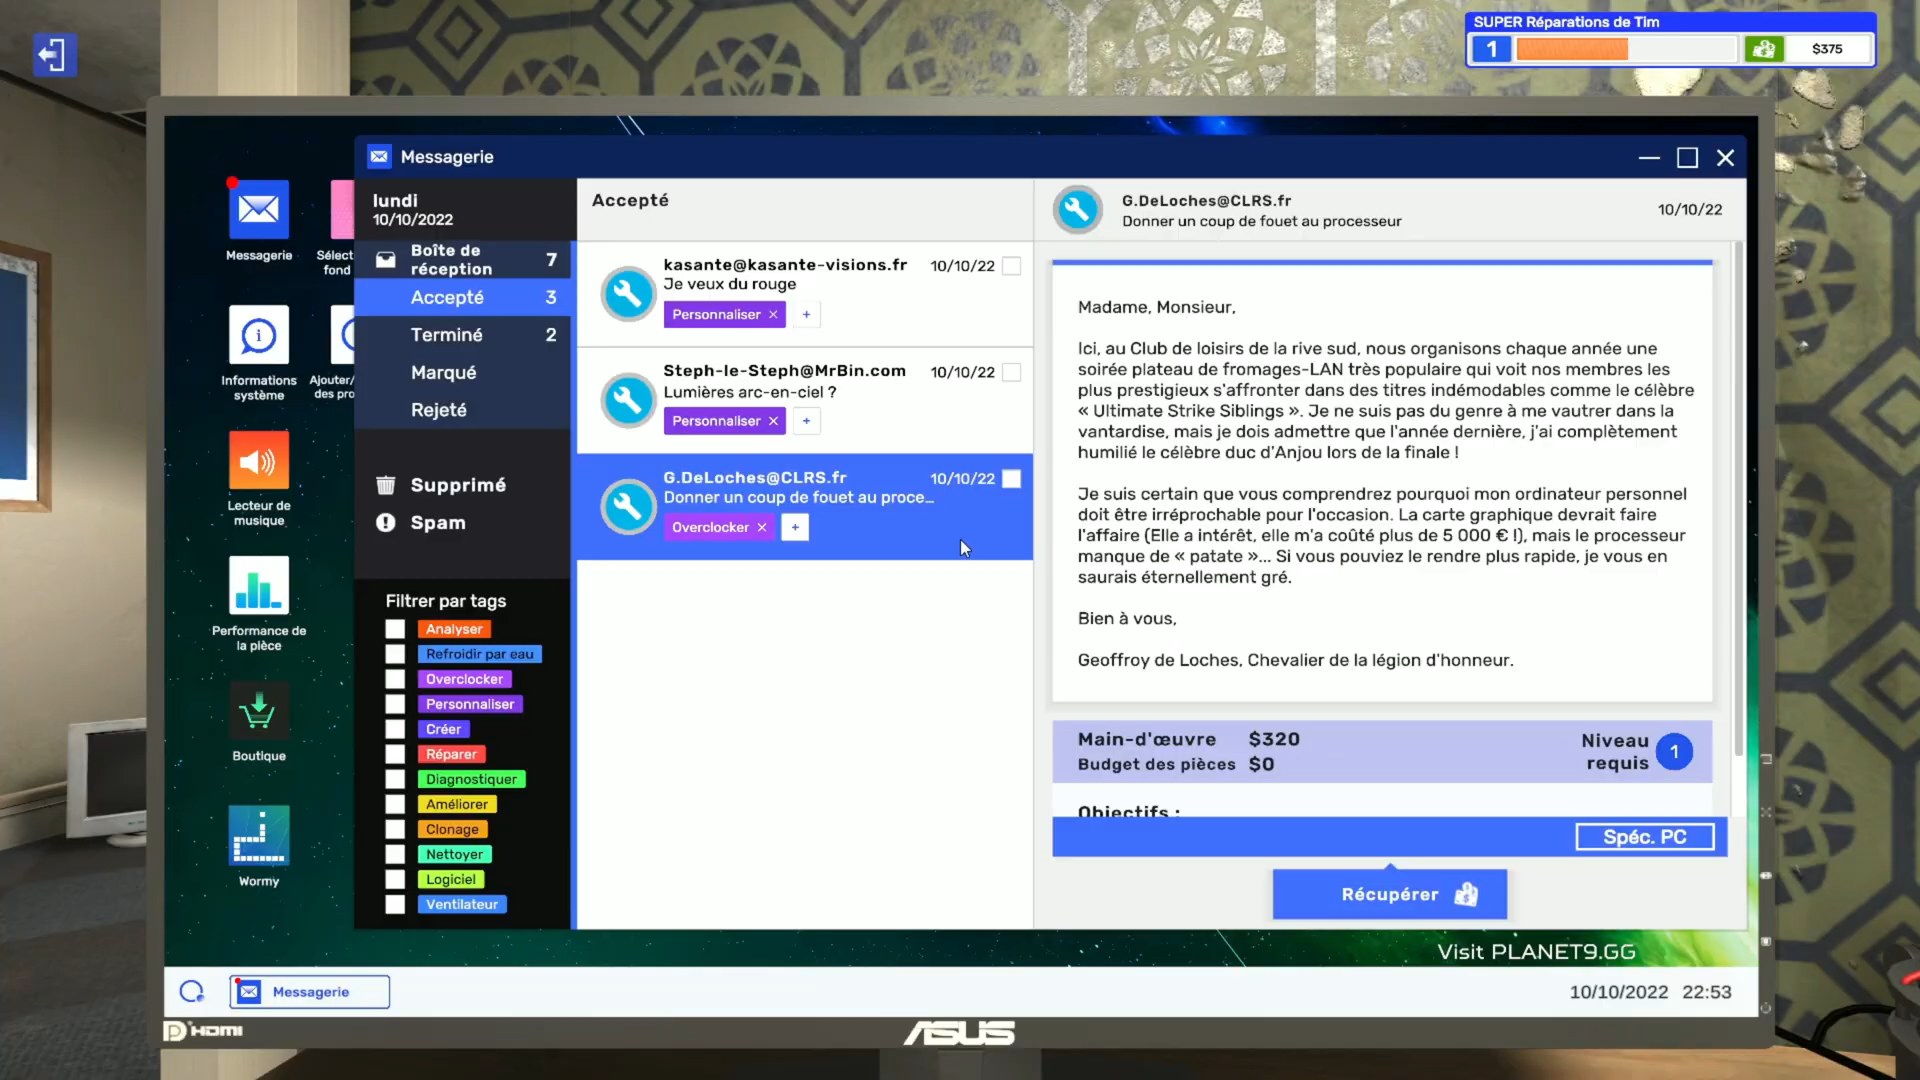 SUPER Réparations de Tim
1
$375
Messagerie
lundi
10/10/2022
Boîte de
réception
7
Accepté
3
Terminé
2
Marqué
Rejeté
Supprimé
Spam
Filtrer par tags
Analyser
Refroidir par eau
Overclocker
Personnaliser
Créer
Réparer
Diagnostiquer
Améliorer
Clonage
Nettoyer
Logiciel
Ventilateur
Messagerie
Sélect
fond
Informations
système
Ajouter/
des pro
Lecteur de
musique
Performance de
la pièce
Boutique
Wormy
Accepté
kasante@kasante-visions.fr
10/10/22
Je veux du rouge
Personnaliser ×
+
Steph-le-Steph@MrBin.com
10/10/22
Lumières arc-en-ciel ?
Personnaliser ×
+
G.DeLoches@CLRS.fr
10/10/22
Donner un coup de fouet au proce...
Overclocker ×
+
G.DeLoches@CLRS.fr
Donner un coup de fouet au processeur
10/10/22
Madame, Monsieur,
Ici, au Club de loisirs de la rive sud, nous organisons chaque année une
soirée plateau de fromages-LAN très populaire qui voit nos membres les
plus prestigieux s'affronter dans des titres indémodables comme le célèbre
« Ultimate Strike Siblings ». Je ne suis pas du genre à me vautrer dans la
vantardise, mais je dois admettre que l'année dernière, j'ai complètement
humilié le célèbre duc d'Anjou lors de la finale !
Je suis certain que vous comprendrez pourquoi mon ordinateur personnel
doit être irréprochable pour l'occasion. La carte graphique devrait faire
l'affaire (Elle a intérêt, elle m'a coûté plus de 5 000 € !), mais le processeur
manque de « patate »... Si vous pouviez le rendre plus rapide, je vous en
saurais éternellement gré.
Bien à vous,
Geoffroy de Loches, Chevalier de la légion d'honneur.
Main-d'œuvre $320
Budget des pièces $0
Niveau
requis
1
Objectifs :
Spéc. PC
Récupérer
Visit PLANET9.GG
Messagerie
10/10/2022 22:53
HDMI
ASUS